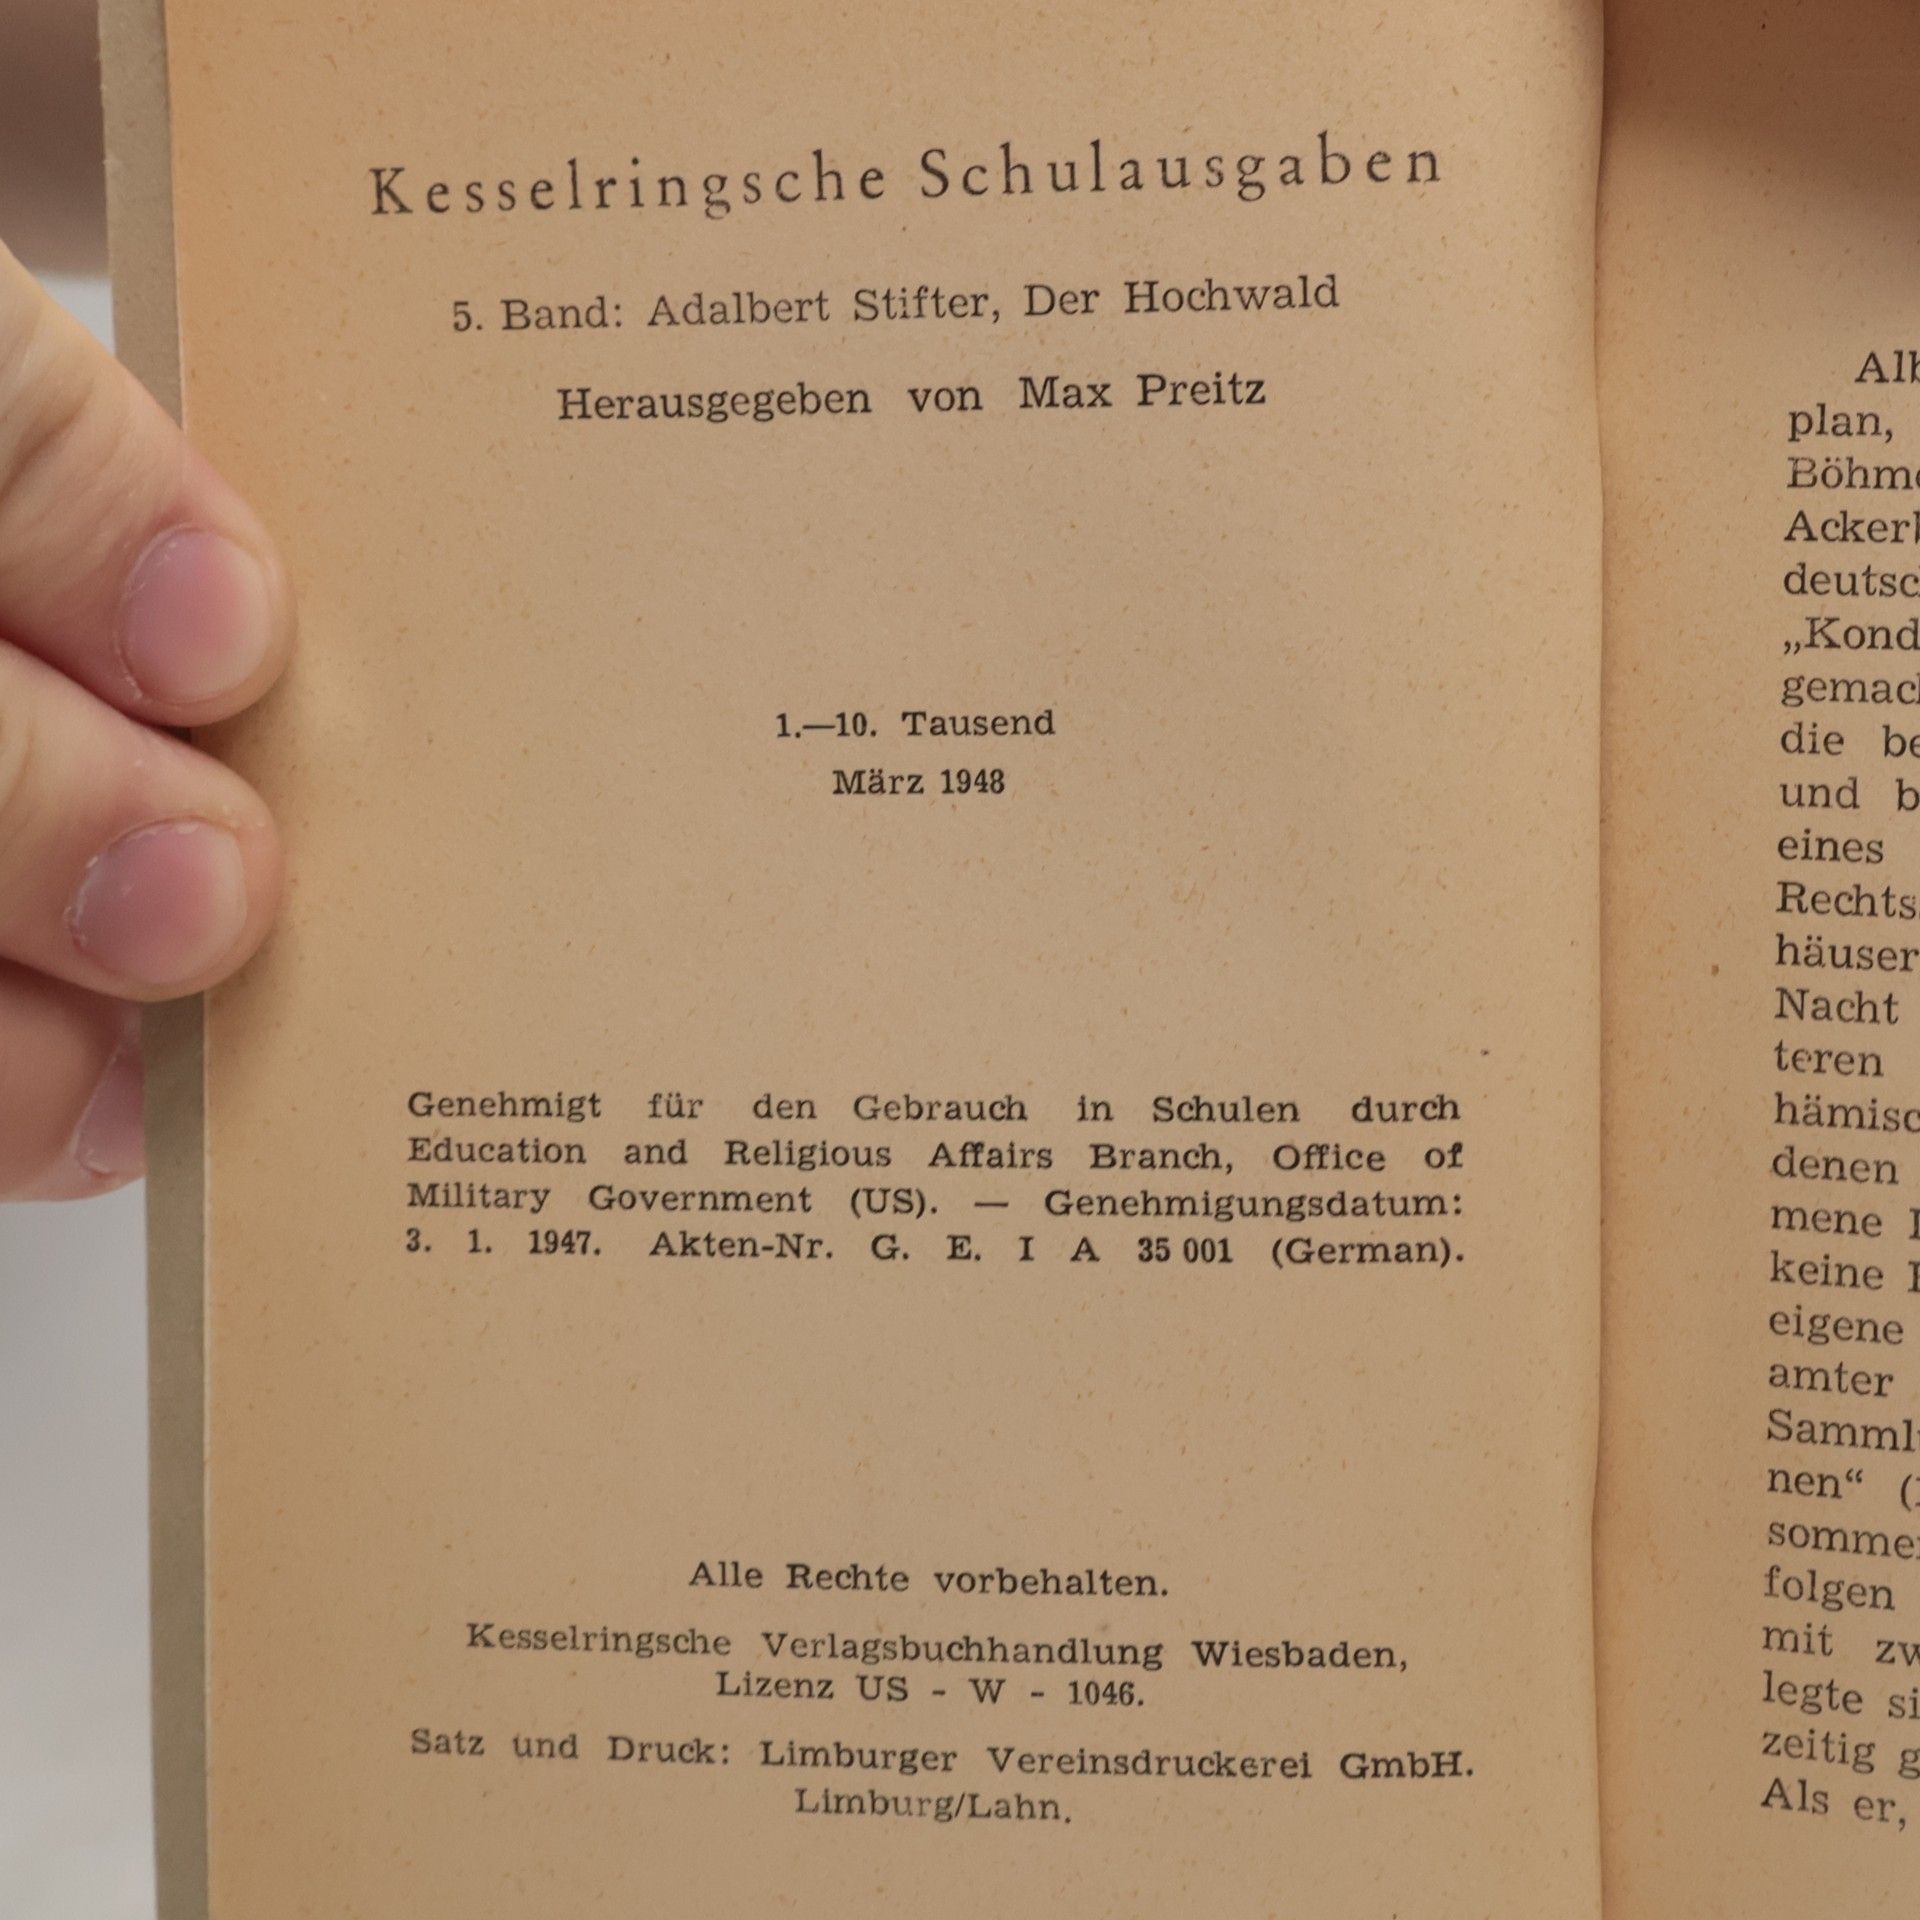 Kesselringsche Schulausgaben
5. Band: Adalbert Stifter, Der Hochwald
Herausgegeben von Max Preitz
1.—10. Tausend
März 1948
Genehmigt für den Gebrauch in Schulen durch
Education and Religious Affairs Branch, Office of
Military Government (US). — Genehmigungsdatum:
3. 1. 1947. Akten-Nr. G. E. I A 35 001 (German).
Alle Rechte vorbehalten.
Kesselringsche Verlagsbuchhandlung Wiesbaden,
Lizenz US - W - 1046.
Satz und Druck: Limburger Vereinsdruckerei GmbH.
Limburg/Lahn.
plan,
die
und
eines
Nacht
teren
denen
mene
keine
eigene
amter
nen“
folgen
mit
legte
zeitig
Als er,